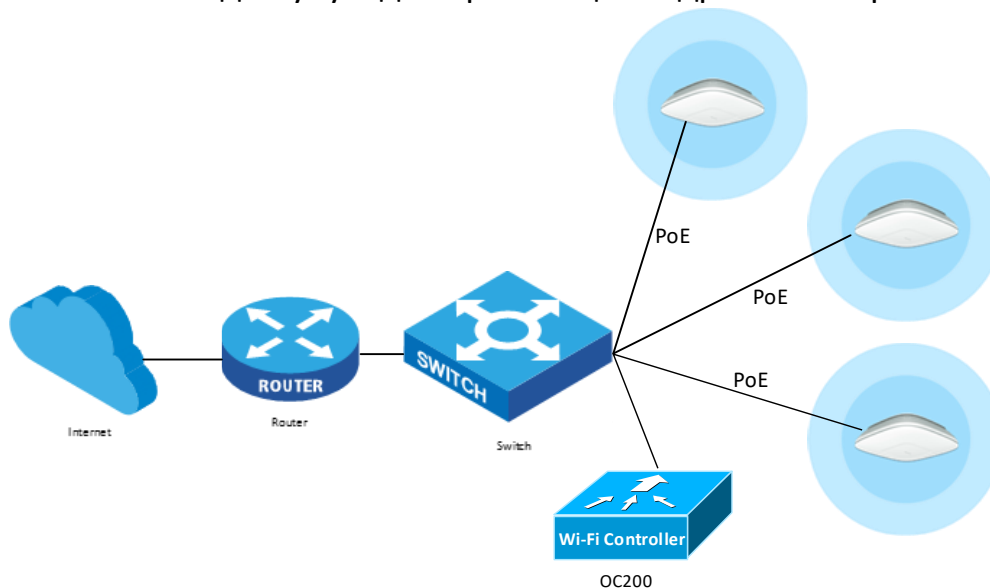 PoE
PoE
PoE
SWITCH
ROUTER
Internet
Router
Switch
Wi-Fi Controller
OC200